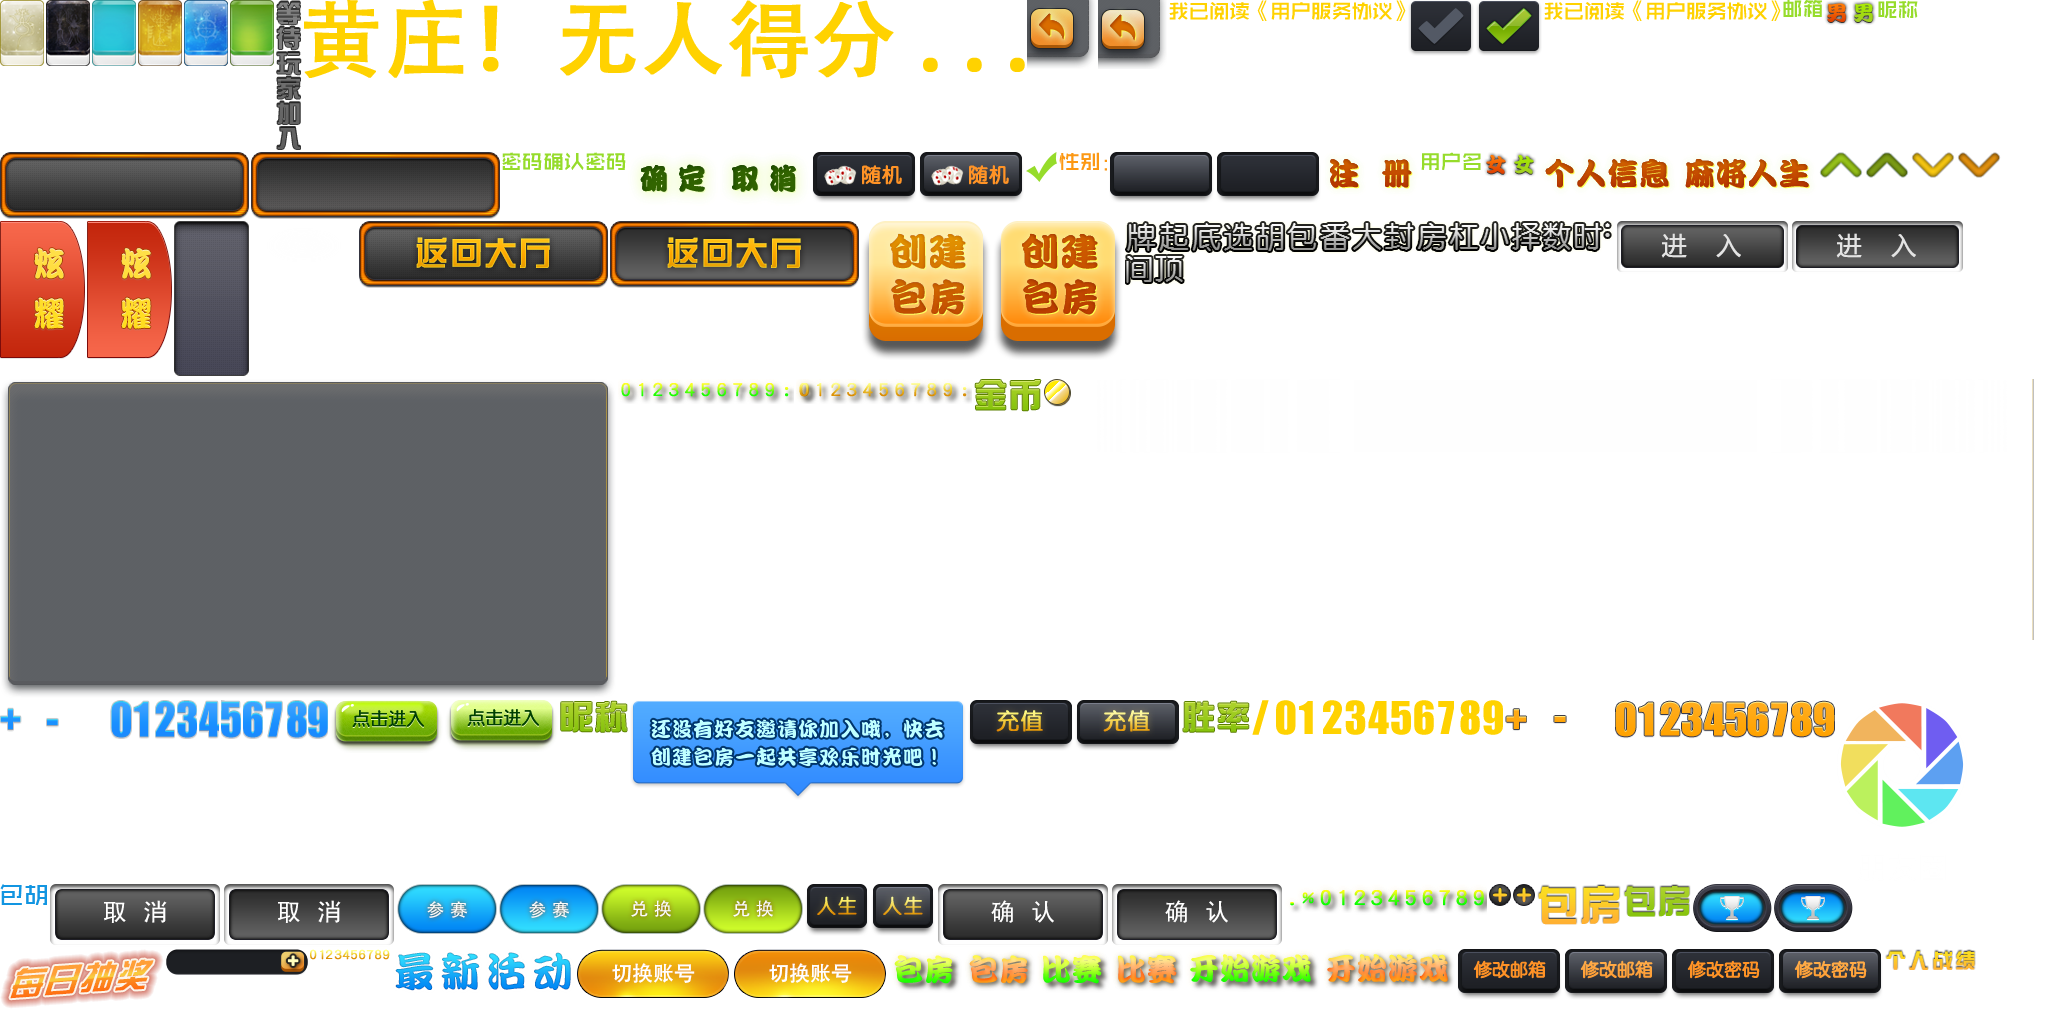 等待玩家加入
黄庄！ 无人得分 ...
我已阅读《用户服务协议》
我已阅读《用户服务协议》
邮箱
男
男
昵称
密码确认密码
确定
取消
随机
随机
性别:
注 册
用户名
女
女
个人信息
麻将人生
炫耀
炫耀
返回大厅
返回大厅
创建包房
创建包房
牌起底选胡包番大封房杠小择数时:
间顶
进 入
进 入
0123456789:
0123456789:
金币
+ - 0123456789
点击进入
点击进入
昵称
还没有好友邀请你加入哦，快去
创建包房一起共享欢乐时光吧！
充值
充值
胜率
/0123456789
+ - 0123456789
包胡
取 消
取 消
参赛
参赛
兑换
兑换
人生
人生
确 认
确 认
.×0123456789
包房
包房
每日抽奖
0123456789
最新活动
切换账号
切换账号
包房
包房
比赛
比赛
开始游戏
开始游戏
修改邮箱
修改邮箱
修改密码
修改密码
个人战绩